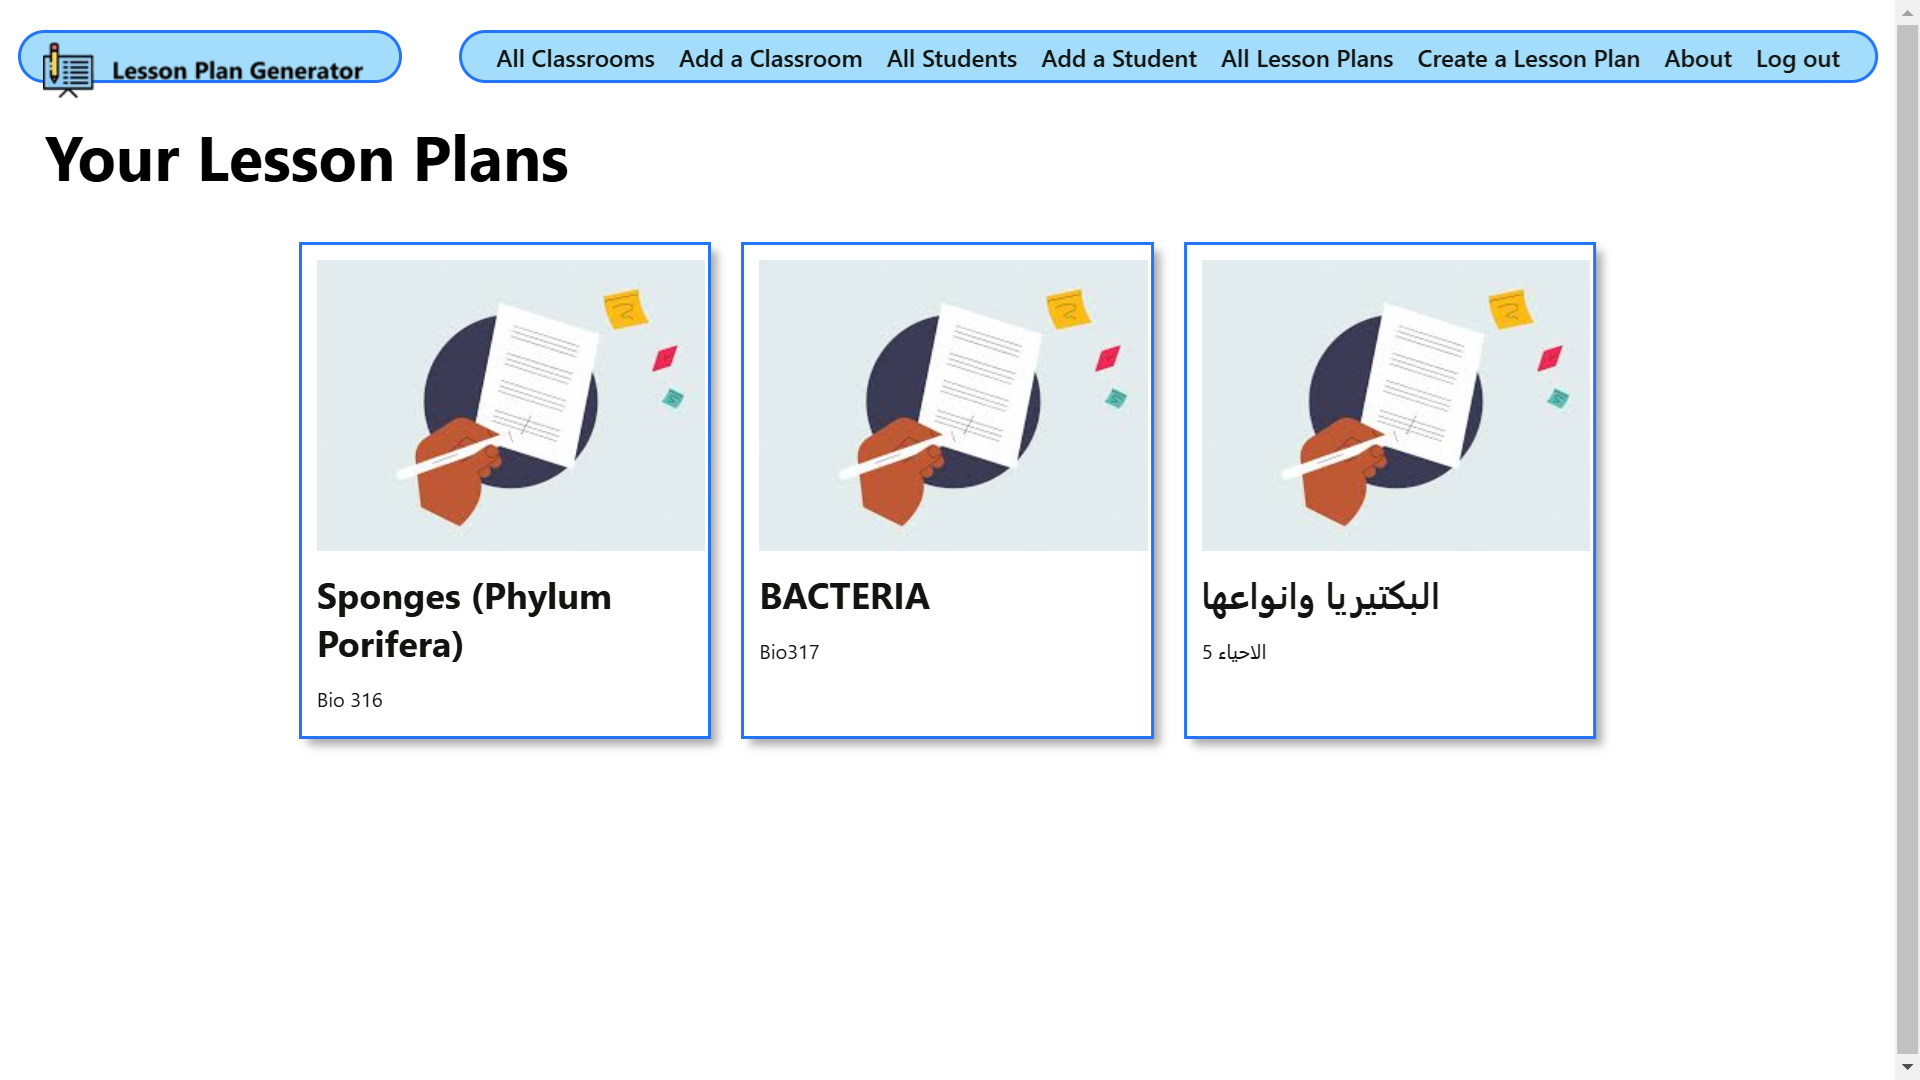 Lesson Plan Generator
All Classrooms Add a Classroom All Students Add a Student All Lesson Plans Create a Lesson Plan About Log out
Your Lesson Plans
Sponges (Phylum
Porifera)
Bio 316
BACTERIA
Bio317
البكتيريا وانواعها
الاحياء 5